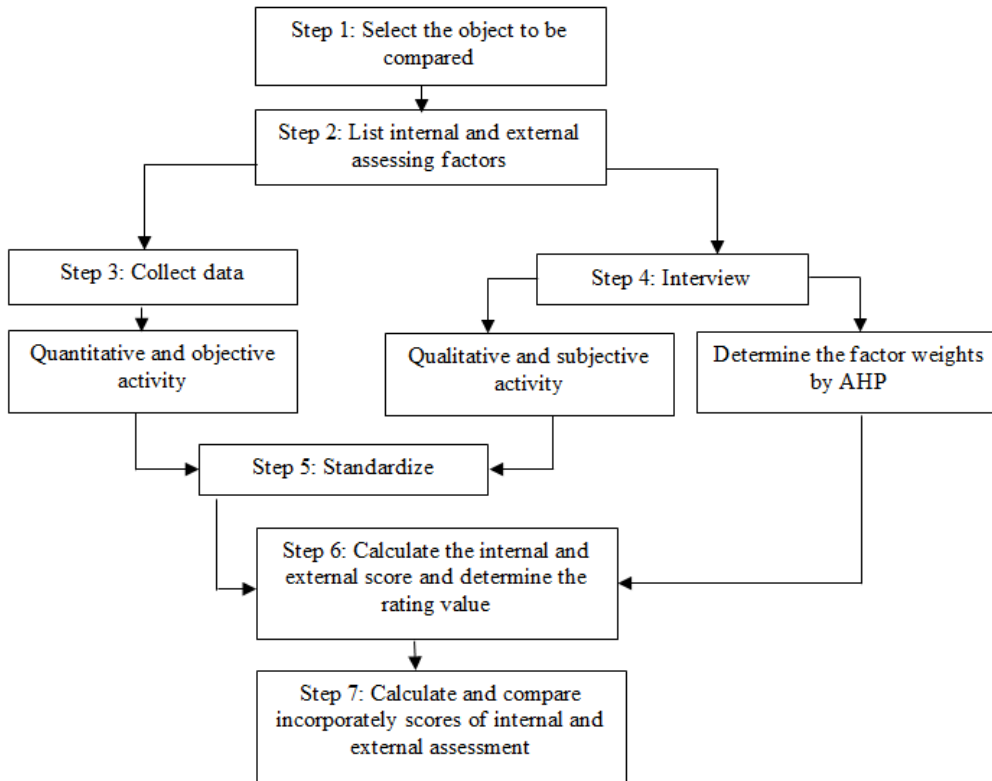 Step 1: Select the object to be
compared
Step 2: List internal and external
assessing factors
Step 3: Collect data
Step 4: Interview
Quantitative and objective
activity
Qualitative and subjective
activity
Determine the factor weights
by AHP
Step 5: Standardize
Step 6: Calculate the internal and
external score and determine the
rating value
Step 7: Calculate and compare
incorporately scores of internal and
external assessment